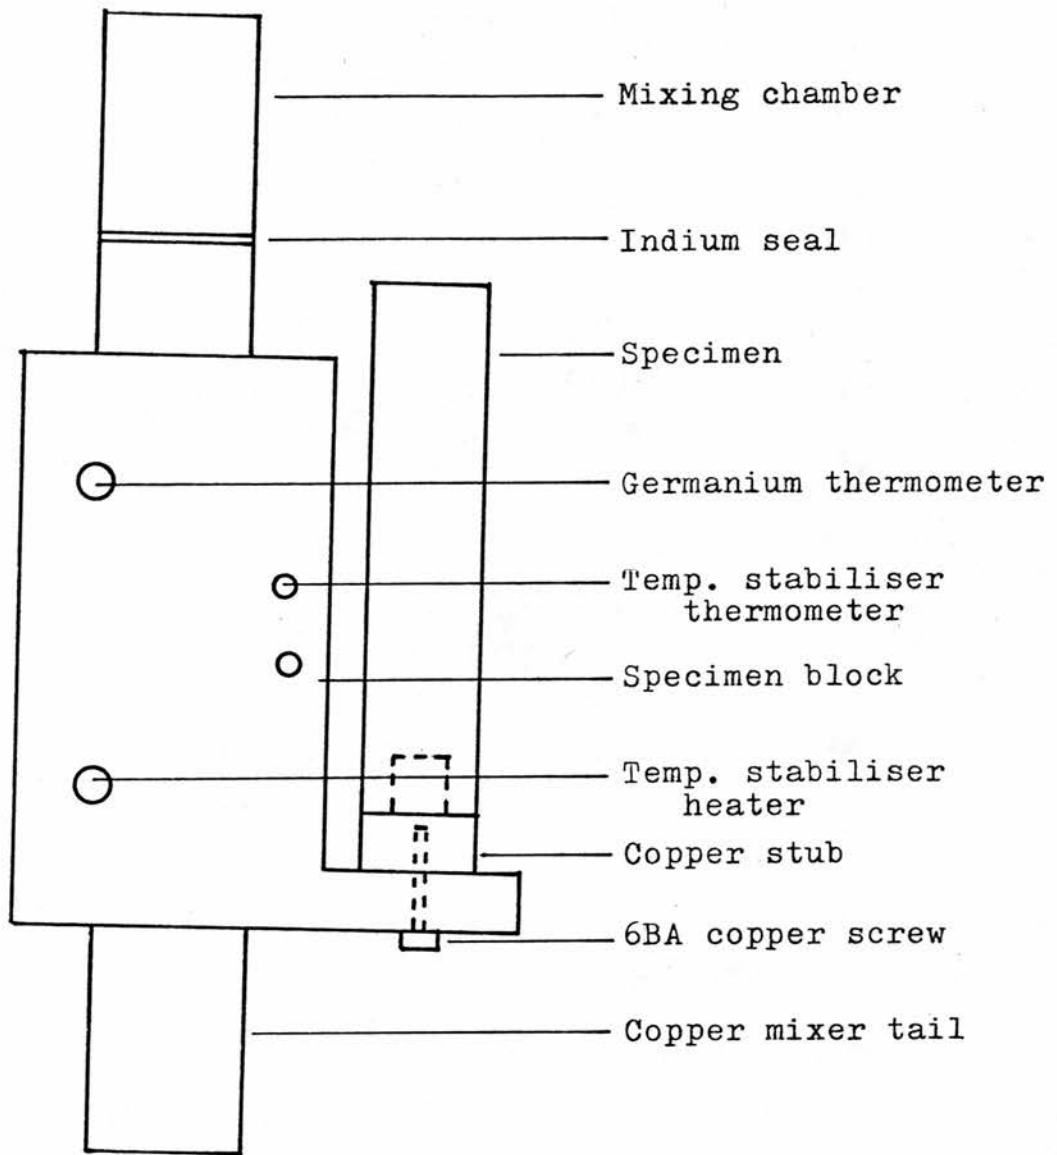 Mixing chamber
Indium seal
Specimen
Germanium thermometer
Temp. stabiliser
thermometer
Specimen block
Temp. stabiliser
heater
Copper stub
6BA copper screw
Copper mixer tail